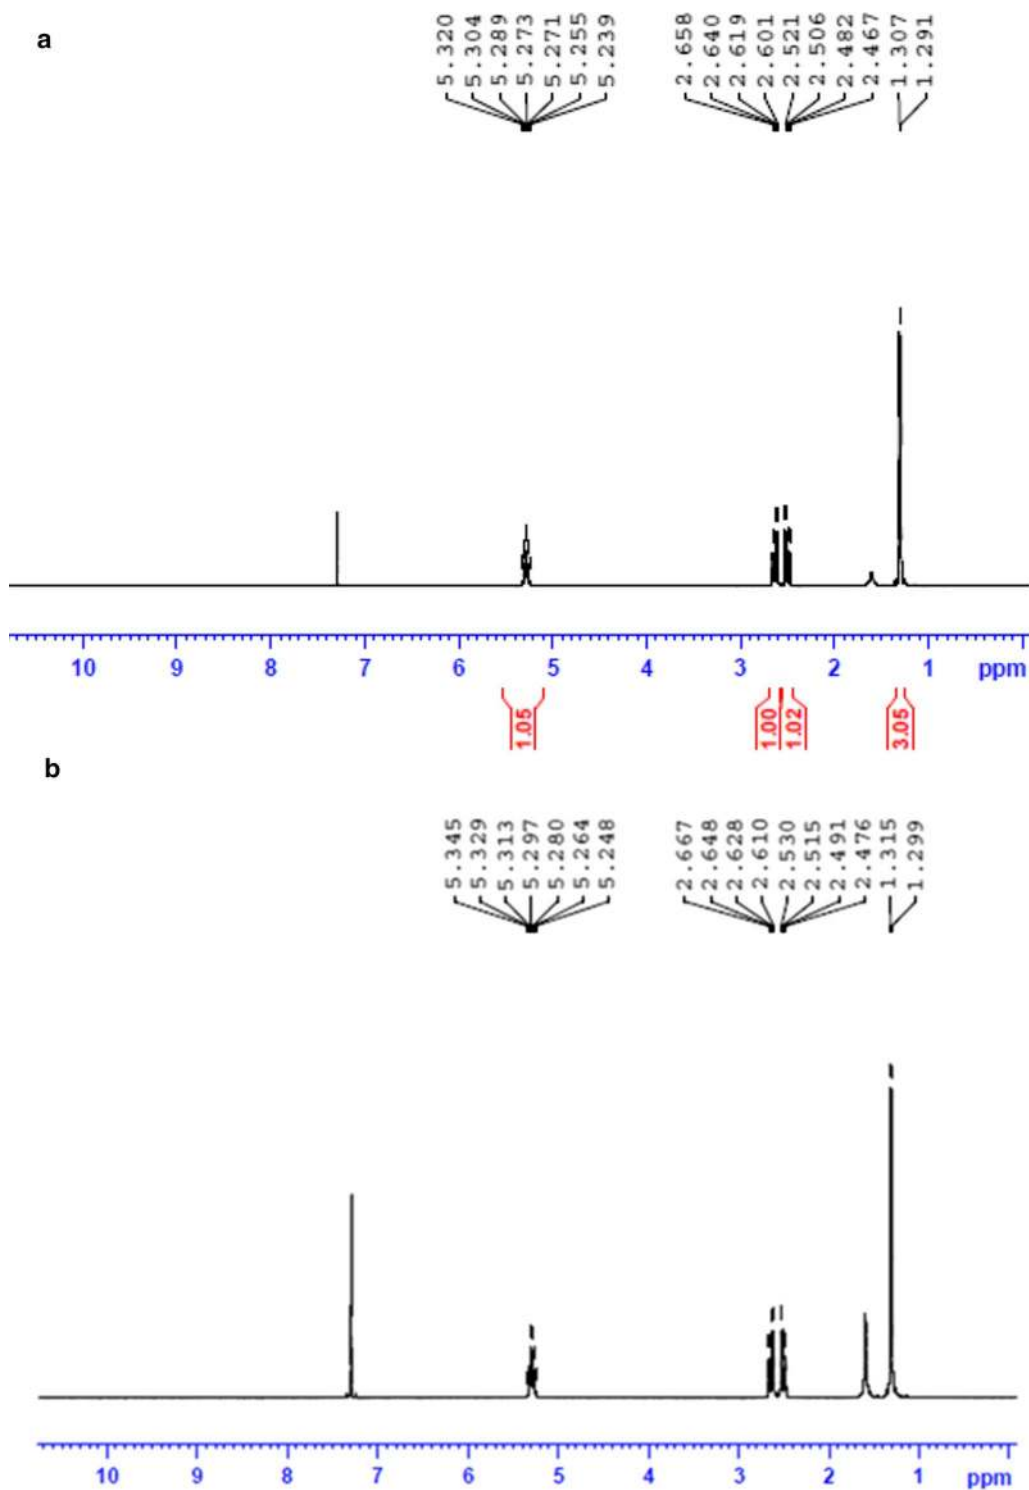 a
5.320 5.304 5.289 5.273 5.271 5.255 5.239 2.658 2.640 2.619 2.601 2.521 2.506 2.482 2.467 1.307 1.291
10 9 8 7 6 5 4 3 2 1 ppm
1.05 1.00 1.02 3.05
b
5.345 5.329 5.313 5.297 5.280 5.264 5.248 2.667 2.648 2.628 2.610 2.530 2.515 2.491 2.476 1.315 1.299
10 9 8 7 6 5 4 3 2 1 ppm